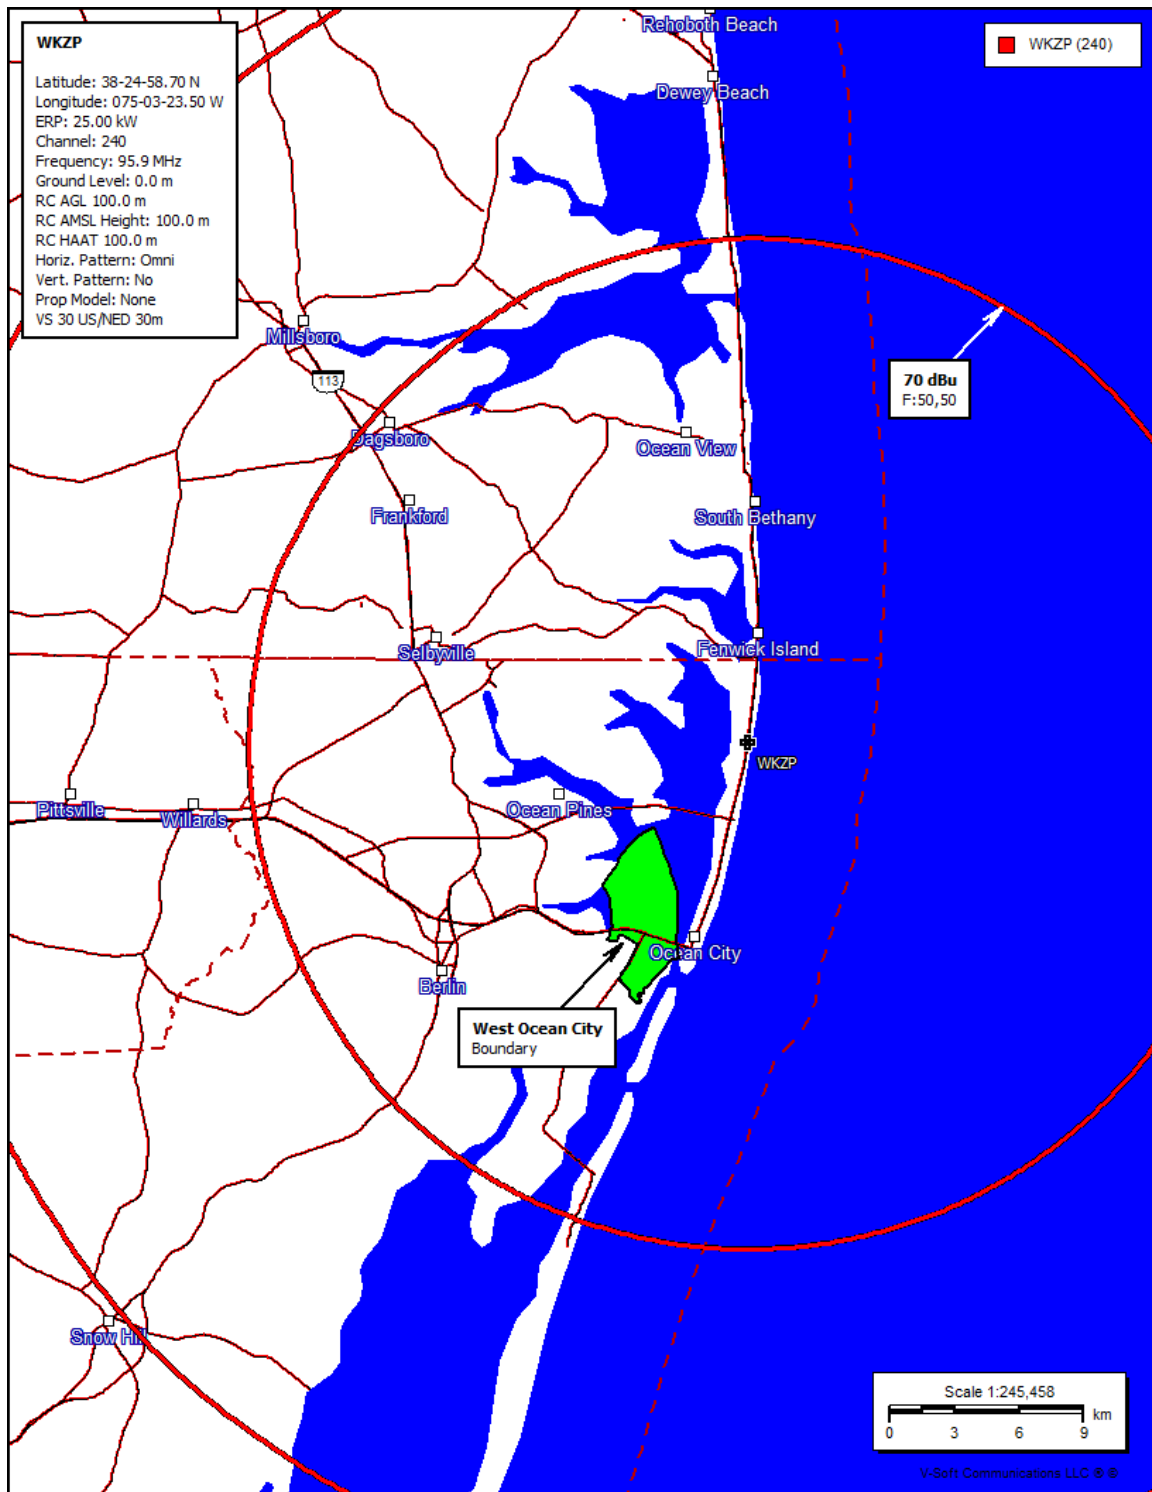 Rehoboth Beach
WKZP
WKZP (240)
Latitude: 38-24-58.70 N
Longitude: 075-03-23.50 W
ERP: 25.00 kW
Channel: 240
Frequency: 95.9 MHz
Ground Level: 0.0 m
RC AGL 100.0 m
RC AMSL Height: 100.0 m
RC HAAT 100.0 m
Horiz. Pattern: Omni
Vert. Pattern: No
Prop Model: None
VS 30 US/NED 30m
Dewey Beach
Millsboro
113
70 dBu
F:50,50
Dagsboro
Ocean View
Frankford
South Bethany
Selbyville
Fenwick Island
WKZP
Pittsville
Willards
Ocean Pines
Ocean City
Berlin
West Ocean City
Boundary
Snow Hill
Scale 1:245,458
km
0 3 6 9
V-Soft Communications LLC ® ©